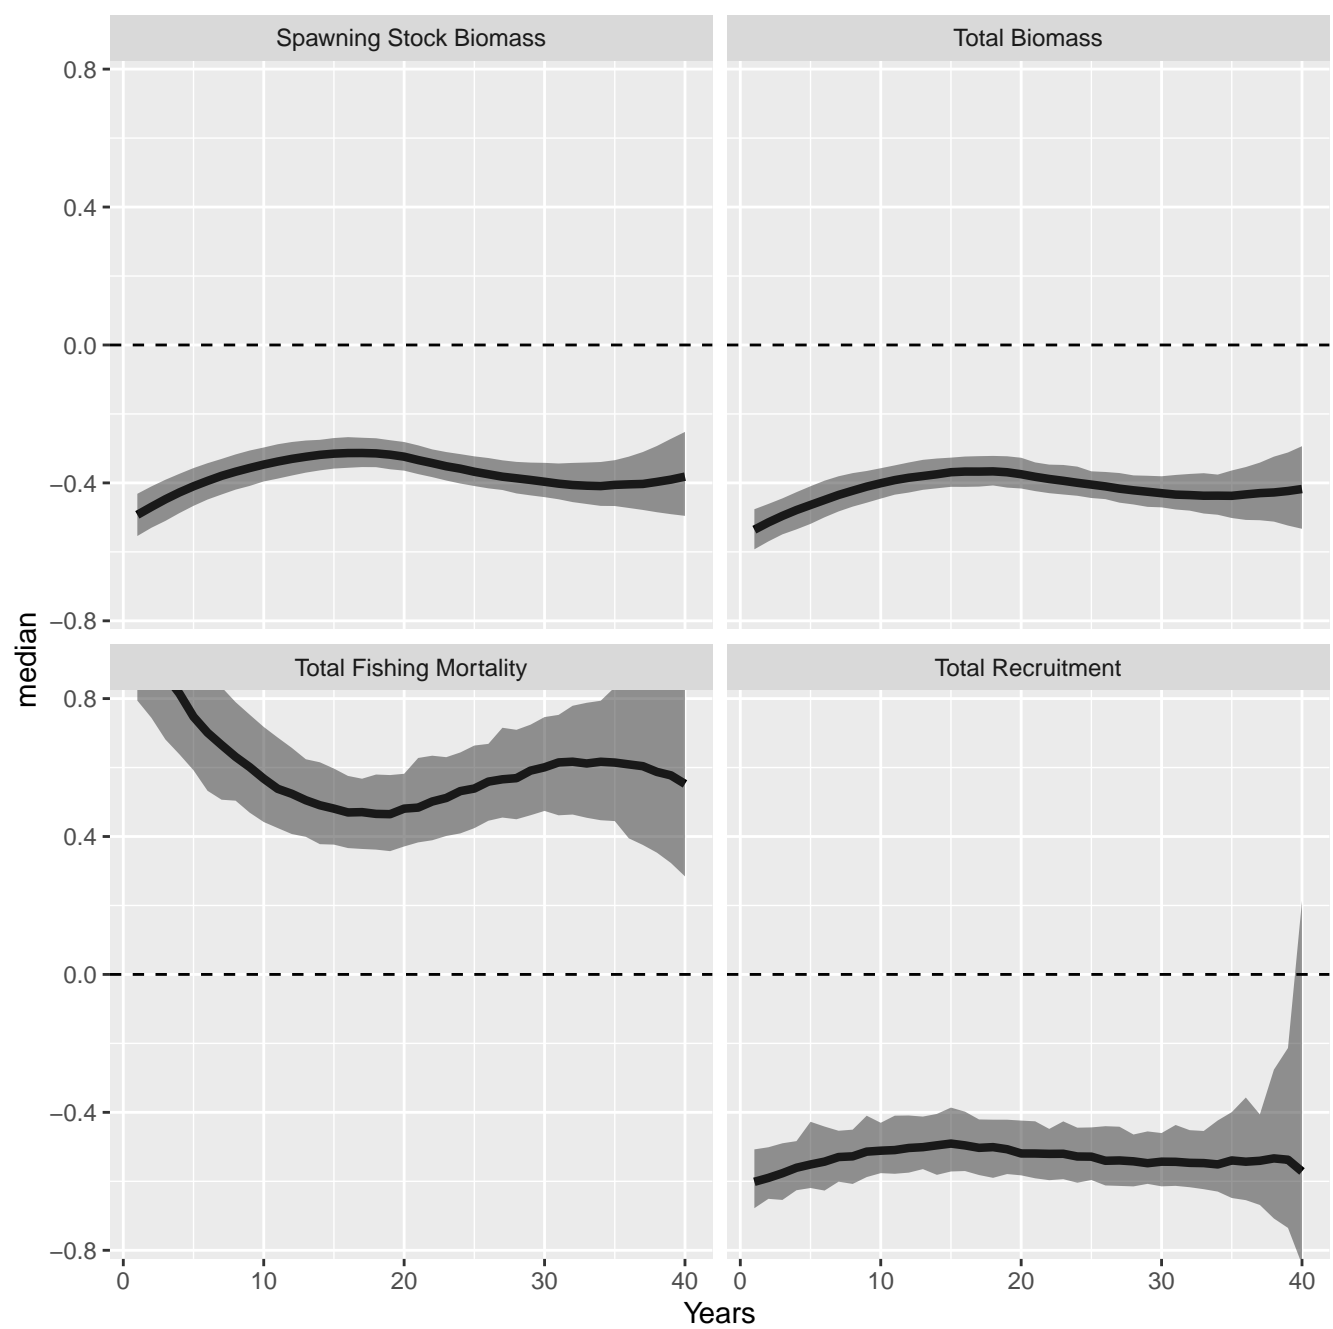 Spawning Stock Biomass
Total Biomass
0.8
0.4
0.0
−0.4
−0.8
median
Total Fishing Mortality
Total Recruitment
0.8
0.4
0.0
−0.4
−0.8
0 10 20 30 40
0 10 20 30 40
Years